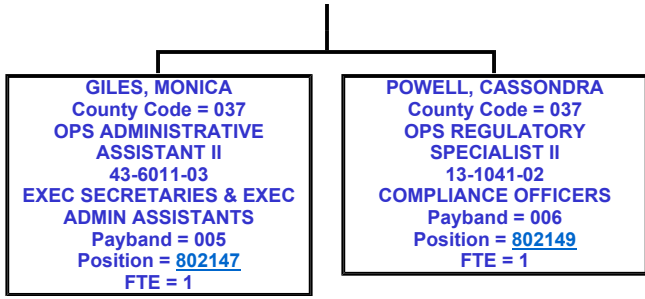 GILES, MONICA
County Code = 037
OPS ADMINISTRATIVE
ASSISTANT II
43-6011-03
EXEC SECRETARIES & EXEC
ADMIN ASSISTANTS
Payband = 005
Position = 802147
FTE = 1
POWELL, CASSONDRA
County Code = 037
OPS REGULATORY
SPECIALIST II
13-1041-02
COMPLIANCE OFFICERS
Payband = 006
Position = 802149
FTE = 1